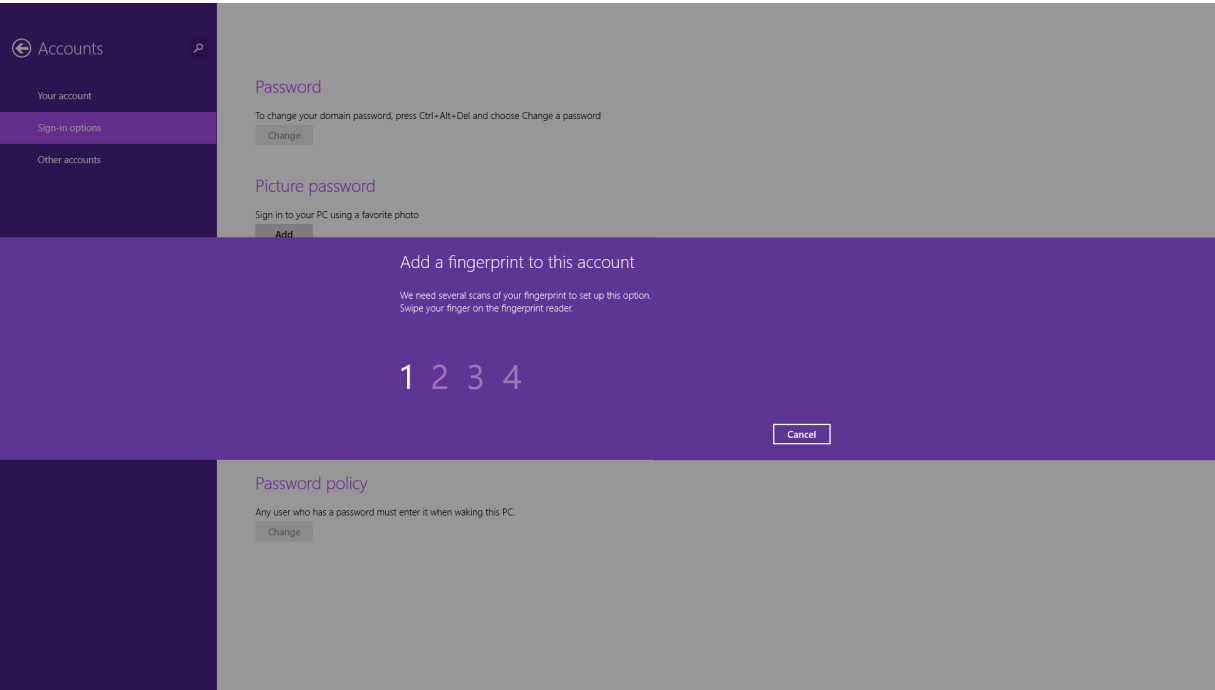 Accounts
Your account
Sign-in options
Other accounts
Password
To change your domain password, press Ctrl+Alt+Del and choose Change a password
Change
Picture password
Sign in to your PC using a favorite photo
Add
Add a fingerprint to this account
We need several scans of your fingerprint to set up this option.
Swipe your finger on the fingerprint reader.
1 2 3 4
Cancel
Password policy
Any user who has a password must enter it when waking this PC.
Change